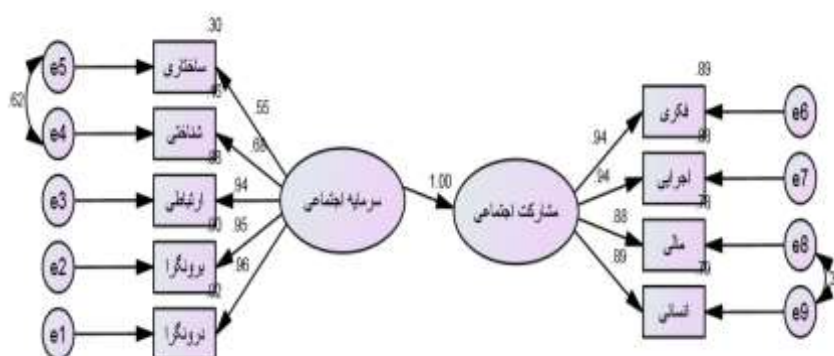 .30
e5
ساختاری
.62
.55
e4
شناختی
.68
e3
ارتباطی
.94
سرمایه اجتماعی
e2
برونگرا
.95
e1
درونگرا
.96
1.00
مشارکت اجتماعی
.89
فکری
e6
.94
اجرایی
e7
.94
مالی
e8
.88
انسانی
e9
.89